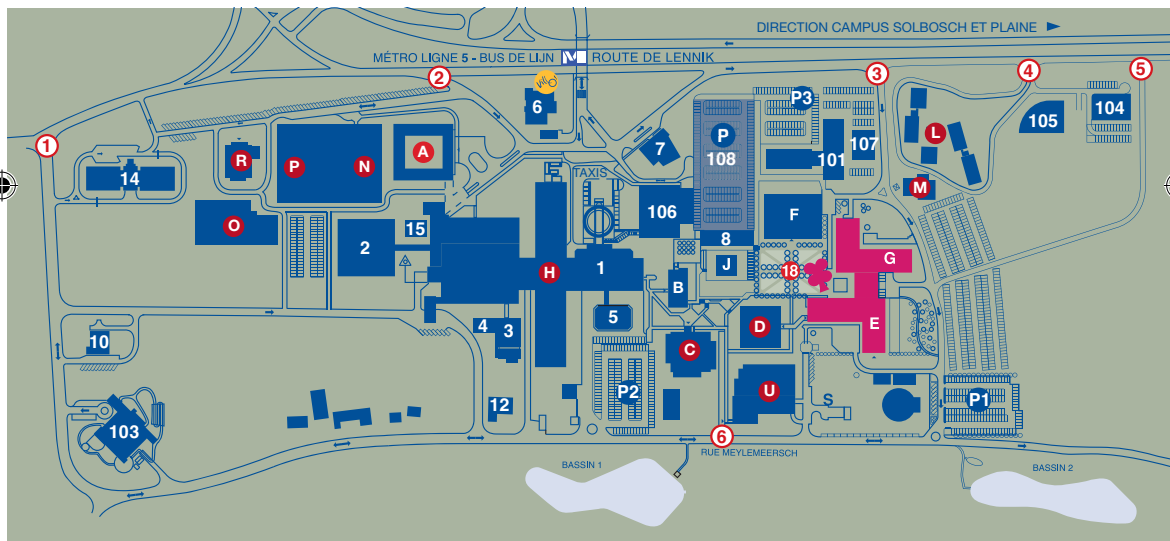 DIRECTION CAMPUS SOLBOSCH ET PLAINE
MÉTRO LIGNE 5 - BUS DE LIJN M ROUTE DE LENNIK
1
2
3
4
5
6
7
P3
P
108
101
107
L
105
104
M
R
P
N
A
14
TAXIS
106
F
O
2
15
H
1
8
J
B
18
G
E
10
4
3
5
C
D
P2
U
S
P1
12
103
6
RUE MEYLEMEERSCH
BASSIN 1
BASSIN 2